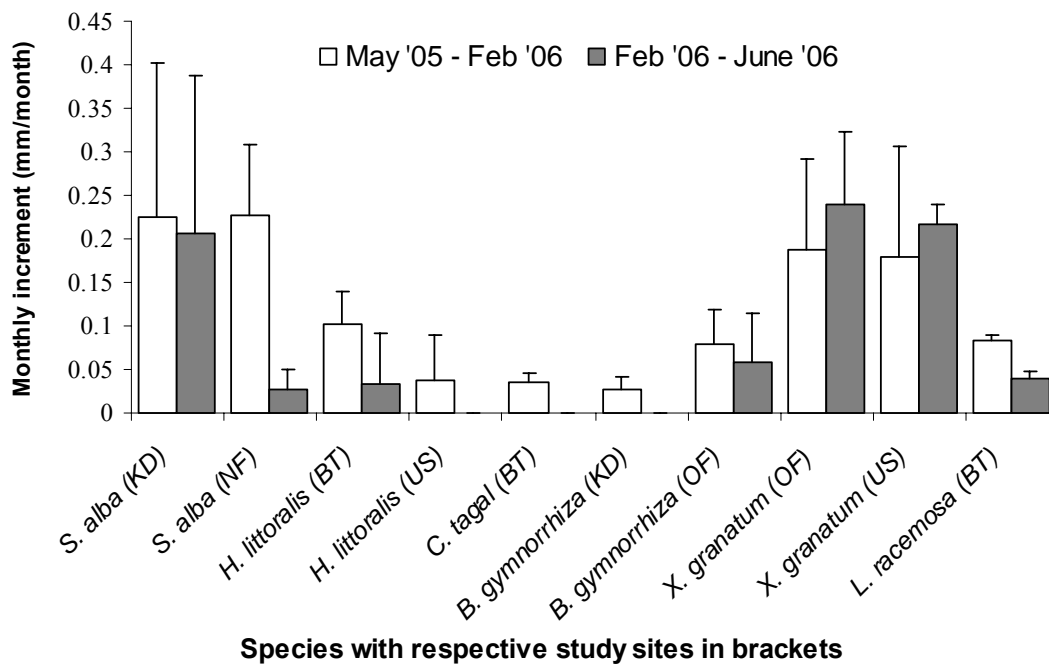 Monthly increment (mm/month)
0.45
0.4
0.35
0.3
0.25
0.2
0.15
0.1
0.05
0
May '05 - Feb '06
Feb '06 - June '06
S. alba (KD)
S. alba (NF)
H. littoralis (BT)
H. littoralis (US)
C. tagal (BT)
B. gymnorrhiza (KD)
B. gymnorrhiza (OF)
X. granatum (OF)
X. granatum (US)
L. racemosa (BT)
Species with respective study sites in brackets